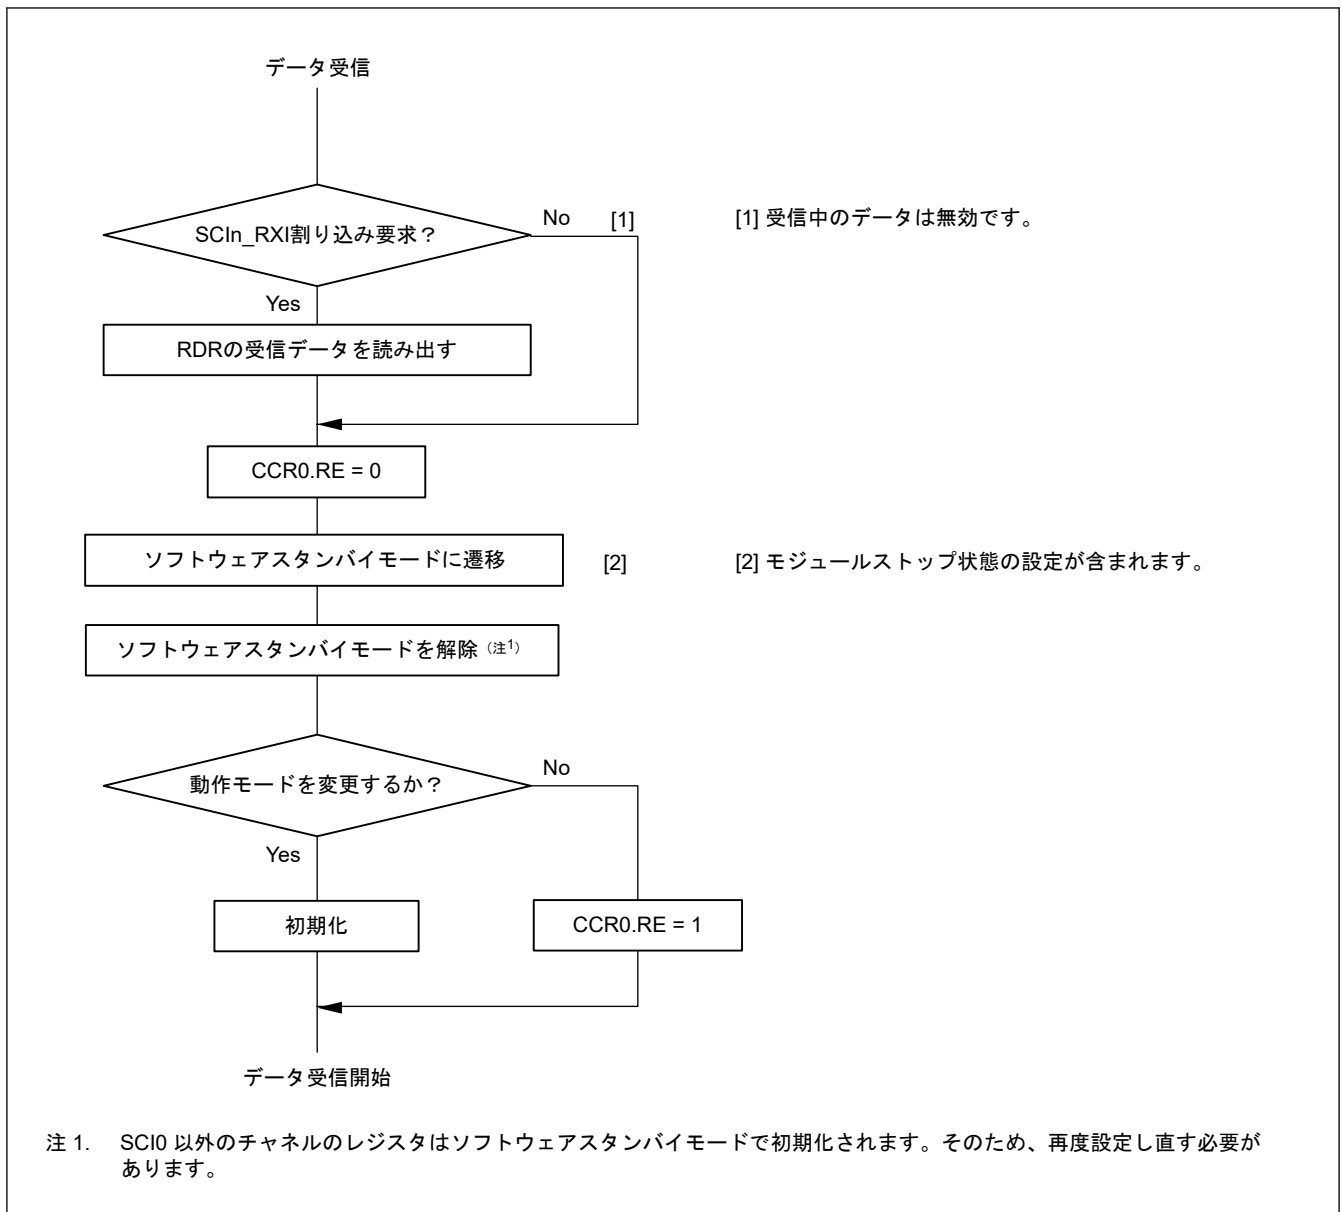 データ受信
SCIn_RXI割り込み要求？
No
[1]
[1] 受信中のデータは無効です。
Yes
RDRの受信データを読み出す
CCR0.RE = 0
ソフトウェアスタンバイモードに遷移
[2]
[2] モジュールストップ状態の設定が含まれます。
ソフトウェアスタンバイモードを解除（注1）
動作モードを変更するか？
No
Yes
初期化
CCR0.RE = 1
データ受信開始
注 1. SCI0 以外のチャネルのレジスタはソフトウェアスタンバイモードで初期化されます。そのため、再度設定し直す必要が
あります。